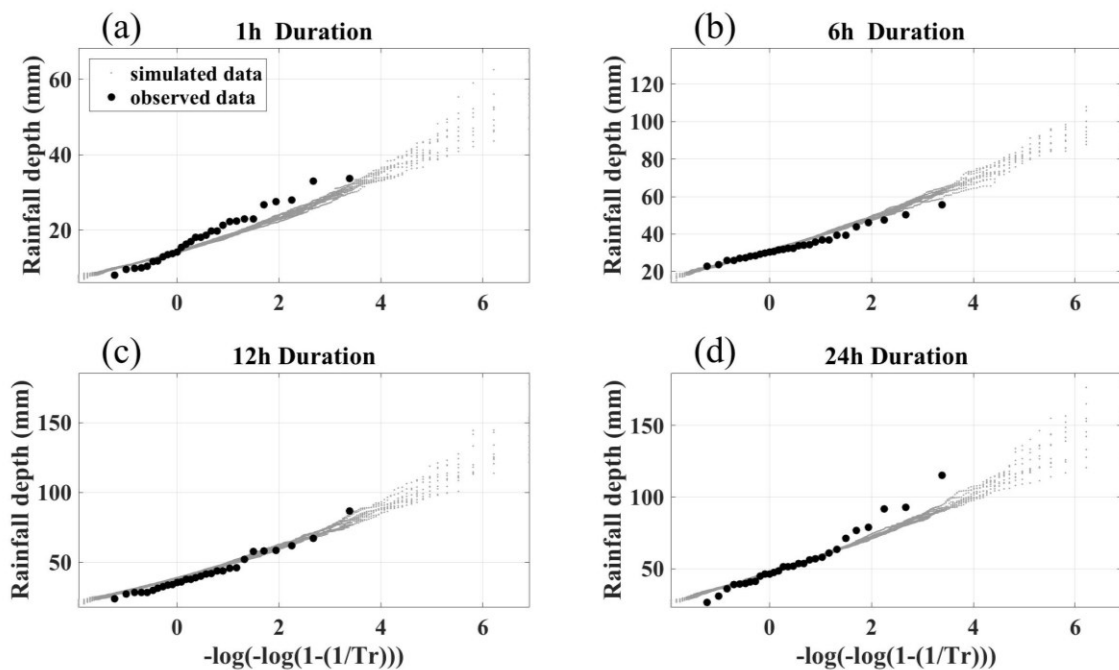 (a)
1h Duration
(b)
6h Duration
Rainfall depth (mm)
60
40
20
simulated data
observed data
0 2 4 6
Rainfall depth (mm)
120
100
80
60
40
20
0 2 4 6
(c)
12h Duration
(d)
24h Duration
Rainfall depth (mm)
150
100
50
0 2 4 6
-log(-log(1-(1/Tr)))
Rainfall depth (mm)
150
100
50
0 2 4 6
-log(-log(1-(1/Tr)))